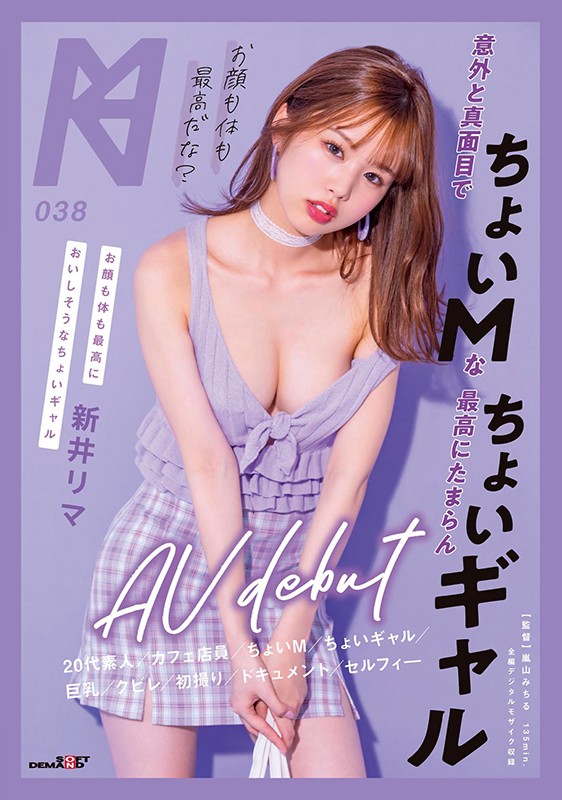 お顔も体も
最高だな?
038
お顔も体も最高に
おいしそうなちょいギャル
新井リマ
意外と真面目で
ちょいMな
最高にたまらん
ちょいギャル
AV debut
20代素人/カフェ店員/ちょいM/ちょいギャル/
巨乳/クビレ/初撮り/ドキュメント/セルフィー
【監督】嵐山みちる 135min.
全編デジタルモザイク収録
SOFT
ON
DEMAND